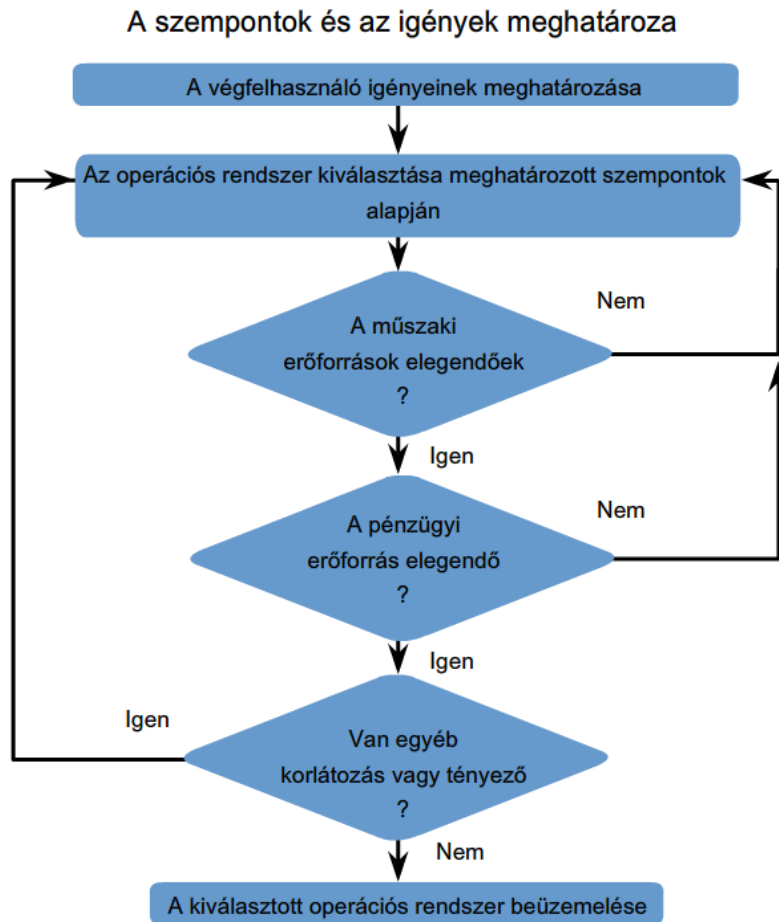 A szempontok és az igények meghatároza
A végfelhasználó igényeinek meghatározása
Az operációs rendszer kiválasztása meghatározott szempontok
alapján
Nem
A műszaki
erőforrások elegendőek
?
Igen
Nem
A pénzügyi
erőforrás elegendő
?
Igen
Igen
Van egyéb
korlátozás vagy tényező
?
Nem
A kiválasztott operációs rendszer beüzemelése